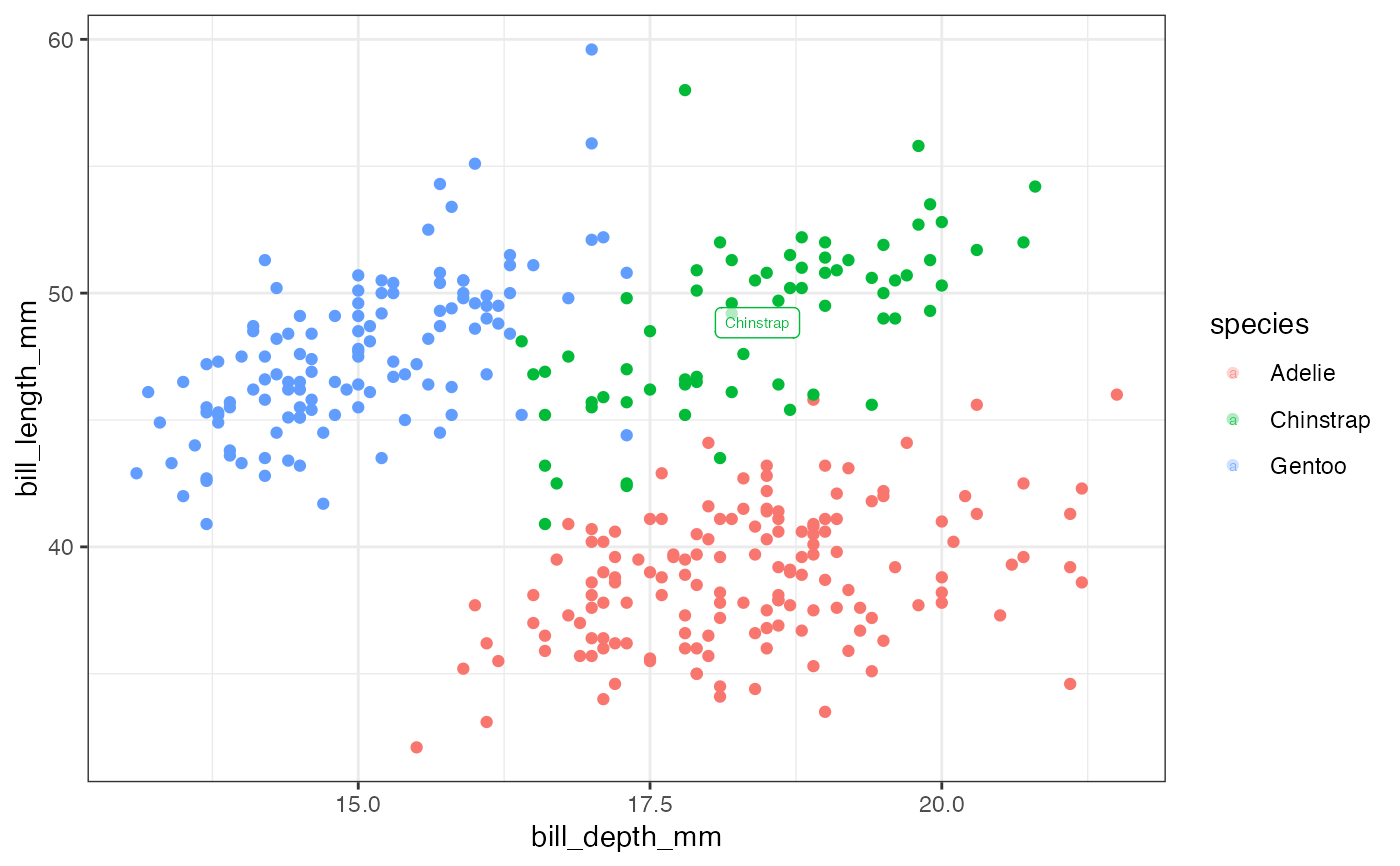 60
50
40
bill_length_mm
Chinstrap
15.0
17.5
20.0
bill_depth_mm
species
a Adelie
a Chinstrap
a Gentoo